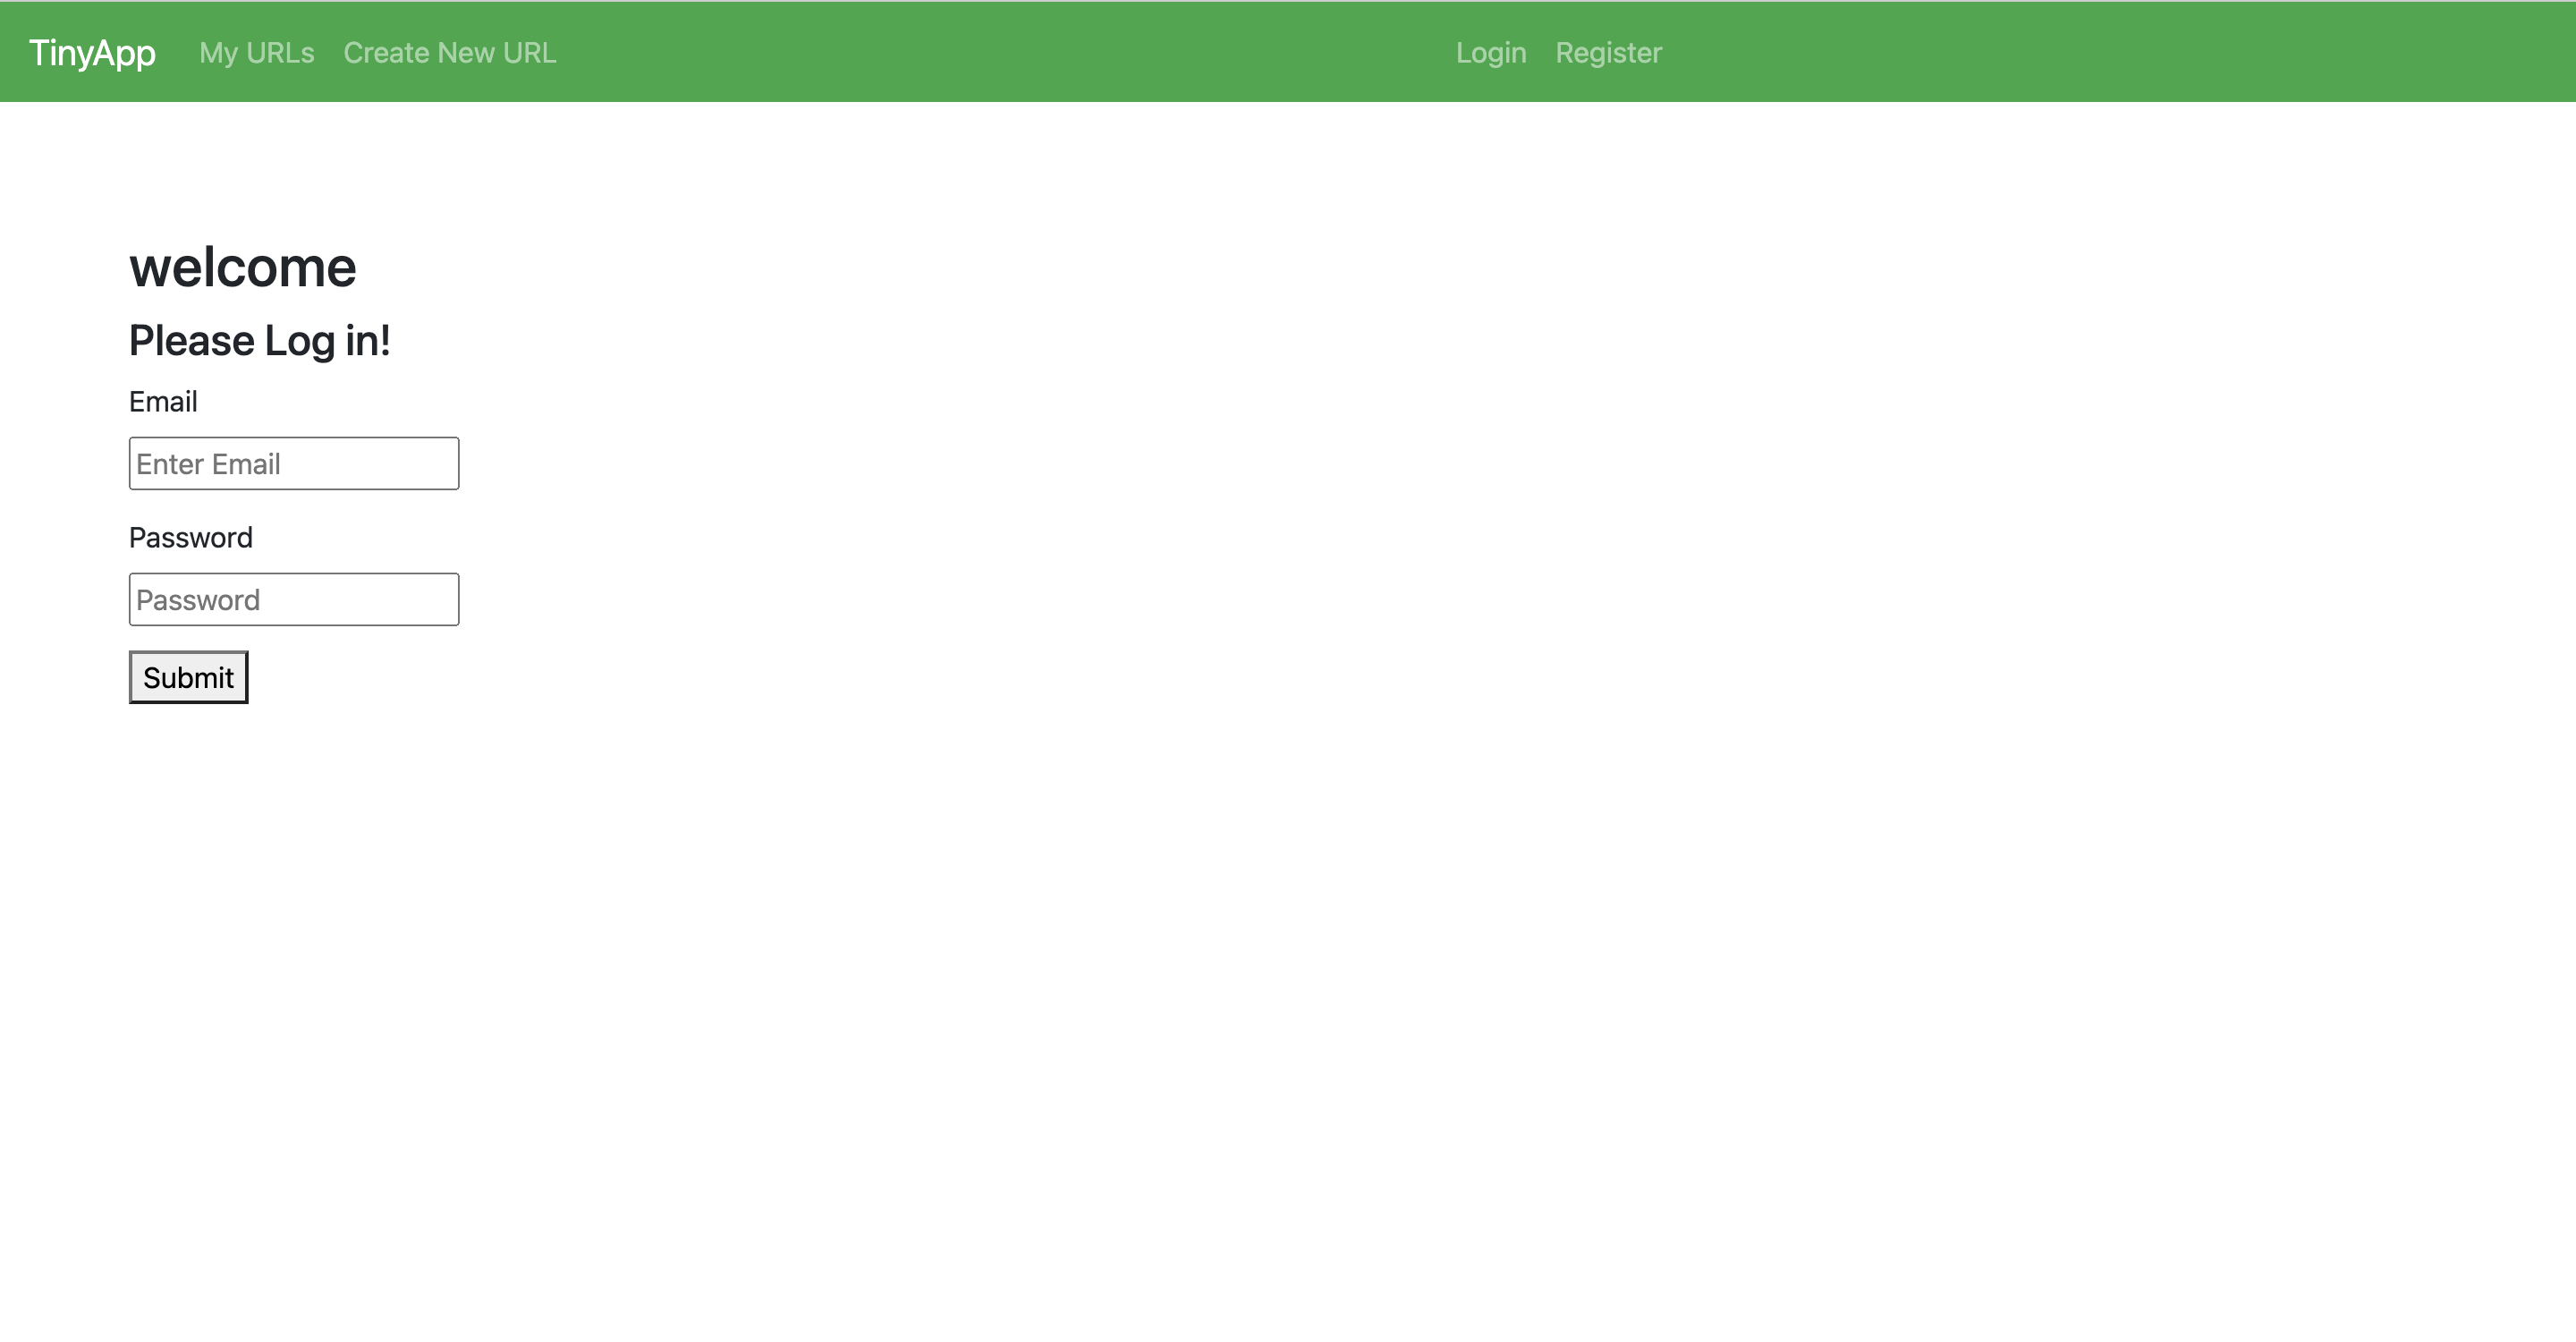 TinyApp My URLs Create New URL Login Register
welcome
Please Log in!
Email
Enter Email
Password
Password
Submit